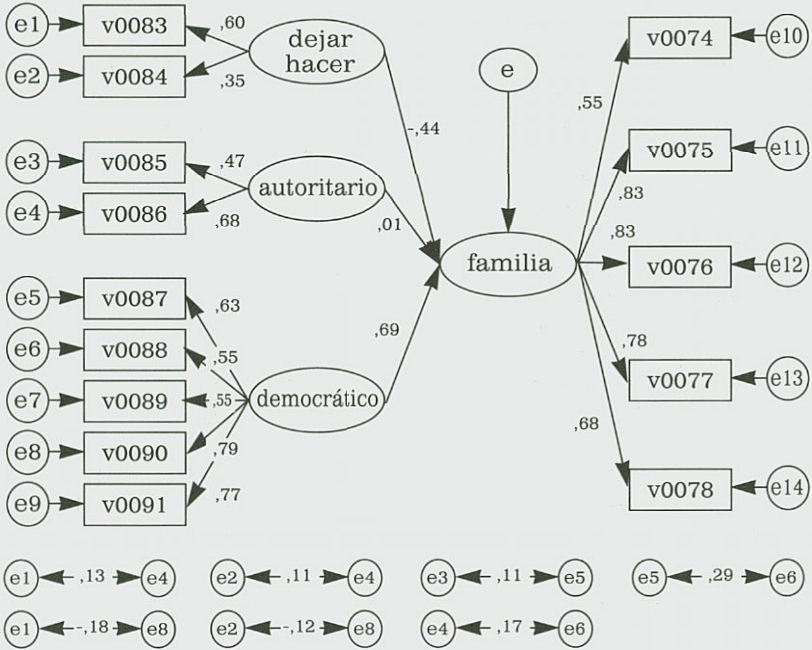 e1 v0083 ,60 dejar hacer
e2 v0084 ,35
e3 v0085 ,47 autoritario
e4 v0086 ,68
e5 v0087 ,63
e6 v0088 ,55
e7 v0089 ,55 democrático
e8 v0090 ,79
e9 v0091 ,77
-,44
,01
,69
e
familia
,55 v0074 e10
,83 v0075 e11
,83 v0076 e12
,78 v0077 e13
,68 v0078 e14
e1 ,13 e4 e2 ,11 e4 e3 ,11 e5 e5 ,29 e6
e1 -,18 e8 e2 -,12 e8 e4 ,17 e6